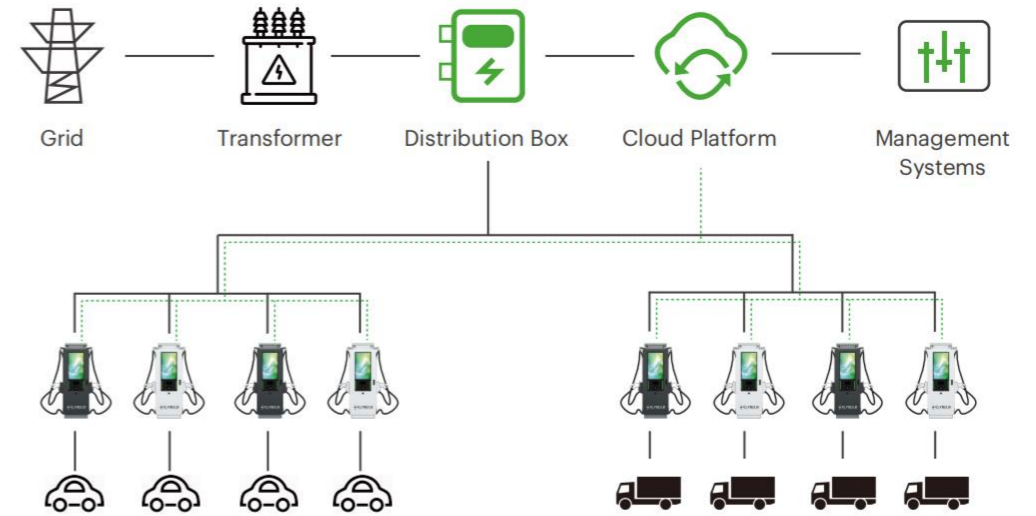 Grid
Transformer
Distribution Box
Cloud Platform
Management
Systems